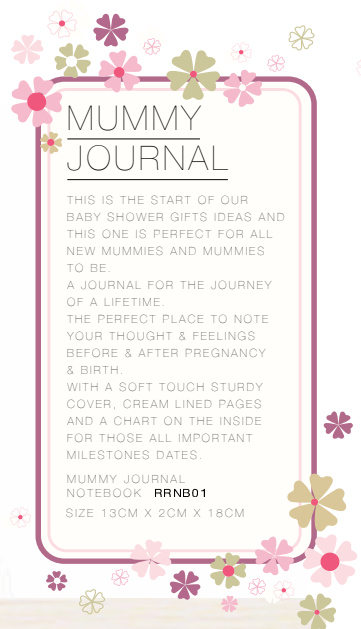 MUMMY
JOURNAL
THIS IS THE START OF OUR
BABY SHOWER GIFTS IDEAS AND
THIS ONE IS PERFECT FOR ALL
NEW MUMMIES AND MUMMIES
TO BE.
A JOURNAL FOR THE JOURNEY
OF A LIFETIME.
THE PERFECT PLACE TO NOTE
YOUR THOUGHT & FEELINGS
BEFORE & AFTER PREGNANCY
& BIRTH.
WITH A SOFT TOUCH STURDY
COVER, CREAM LINED PAGES
AND A CHART ON THE INSIDE
FOR THOSE ALL IMPORTANT
MILESTONES DATES.
MUMMY JOURNAL
NOTEBOOK RRNB01
SIZE 13CM X 2CM X 18CM